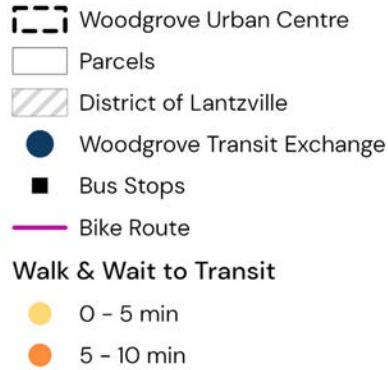 Woodgrove Urban Centre
Parcels
District of Lantzville
Woodgrove Transit Exchange
Bus Stops
Bike Route
Walk & Wait to Transit
0 - 5 min
5 - 10 min